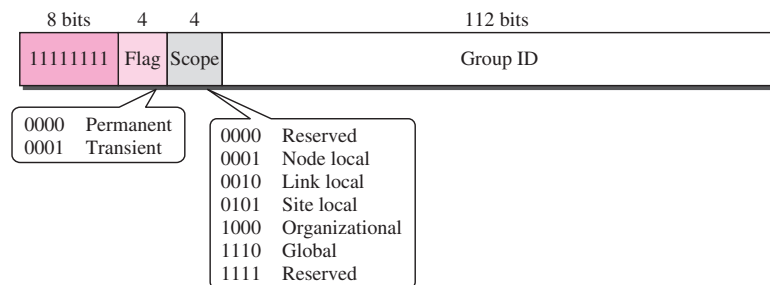 8 bits 4 4 112 bits
11111111 Flag Scope Group ID
0000 Permanent
0001 Transient
0000 Reserved
0001 Node local
0010 Link local
0101 Site local
1000 Organizational
1110 Global
1111 Reserved